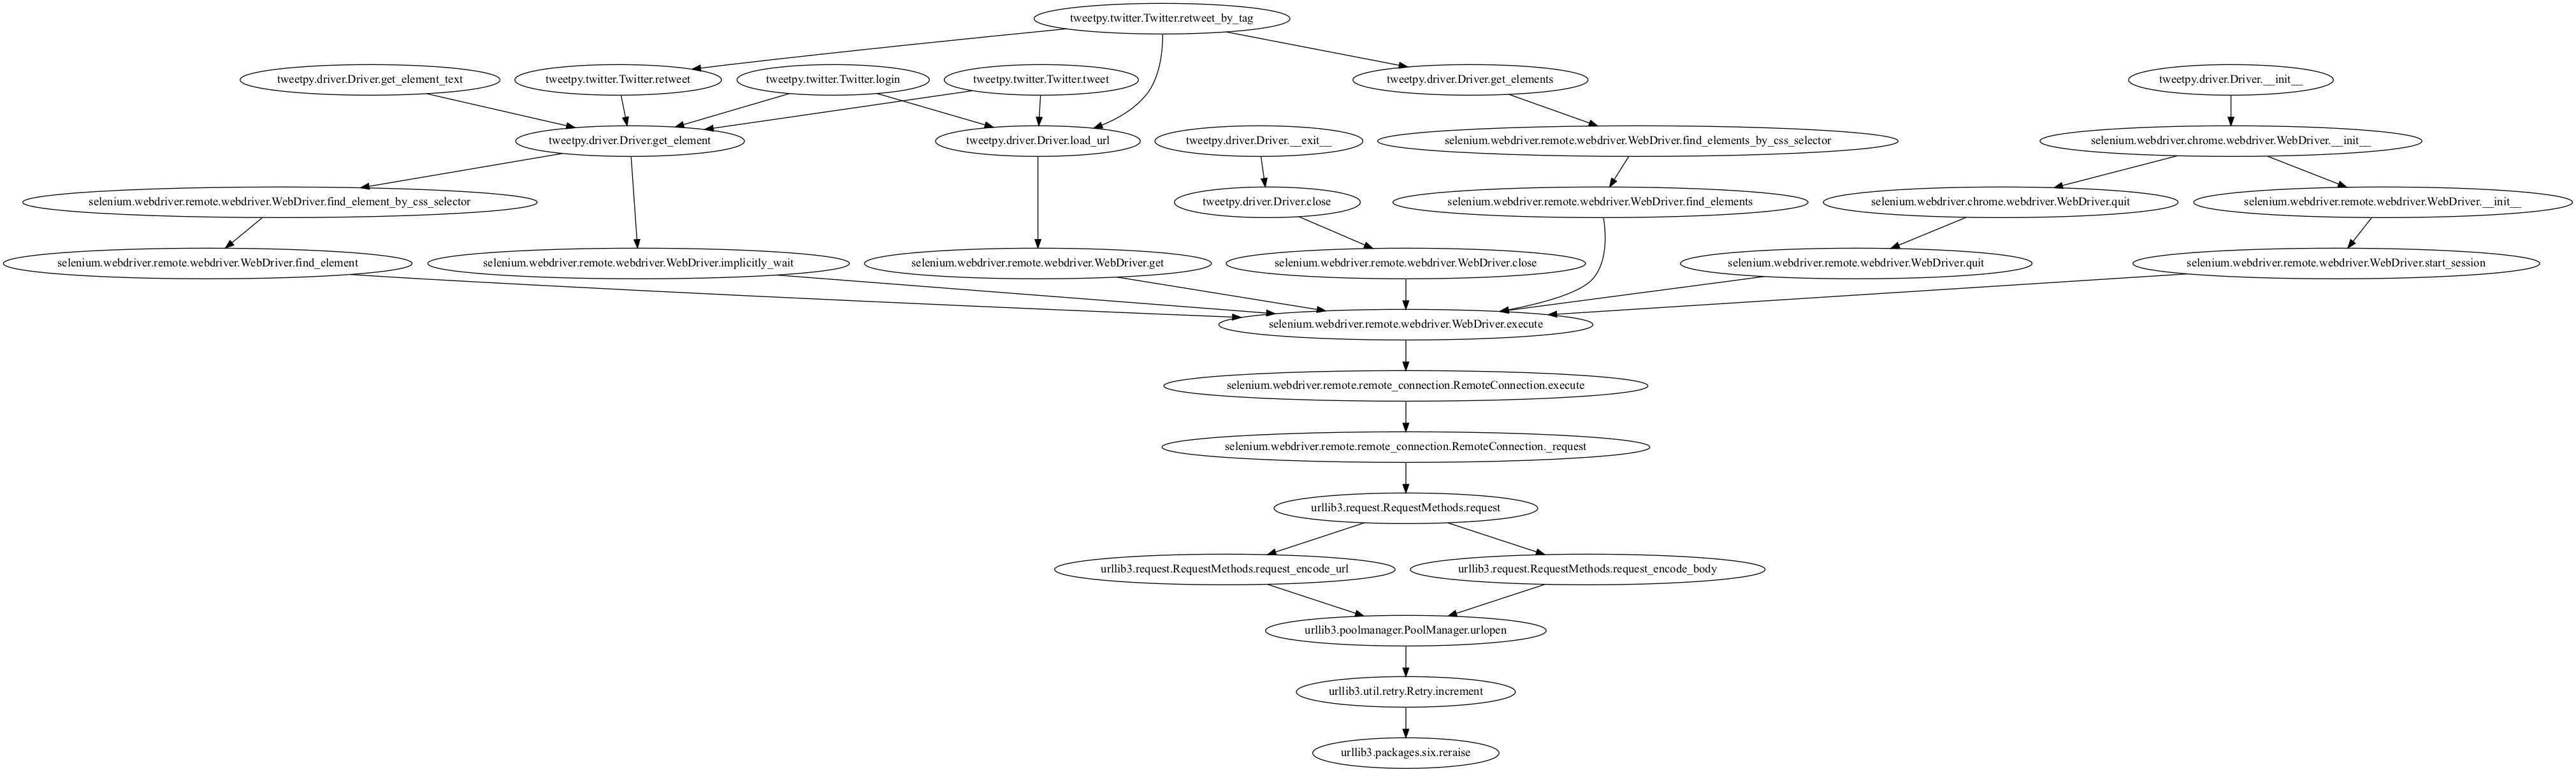 tweetpy.twitter.Twitter.retweet_by_tag
tweetpy.driver.Driver.get_element_text
tweetpy.twitter.Twitter.retweet
tweetpy.twitter.Twitter.login
tweetpy.twitter.Twitter.tweet
tweetpy.driver.Driver.get_elements
tweetpy.driver.Driver.__init__
tweetpy.driver.Driver.get_element
tweetpy.driver.Driver.load_url
tweetpy.driver.Driver.__exit__
selenium.webdriver.remote.webdriver.WebDriver.find_elements_by_css_selector
selenium.webdriver.chrome.webdriver.WebDriver.__init__
selenium.webdriver.remote.webdriver.WebDriver.find_element_by_css_selector
tweetpy.driver.Driver.close
selenium.webdriver.remote.webdriver.WebDriver.find_elements
selenium.webdriver.chrome.webdriver.WebDriver.quit
selenium.webdriver.remote.webdriver.WebDriver.__init__
selenium.webdriver.remote.webdriver.WebDriver.find_element
selenium.webdriver.remote.webdriver.WebDriver.implicitly_wait
selenium.webdriver.remote.webdriver.WebDriver.get
selenium.webdriver.remote.webdriver.WebDriver.close
selenium.webdriver.remote.webdriver.WebDriver.quit
selenium.webdriver.remote.webdriver.WebDriver.start_session
selenium.webdriver.remote.webdriver.WebDriver.execute
selenium.webdriver.remote.remote_connection.RemoteConnection.execute
selenium.webdriver.remote.remote_connection.RemoteConnection._request
urllib3.request.RequestMethods.request
urllib3.request.RequestMethods.request_encode_url
urllib3.request.RequestMethods.request_encode_body
urllib3.poolmanager.PoolManager.urlopen
urllib3.util.retry.Retry.increment
urllib3.packages.six.reraise